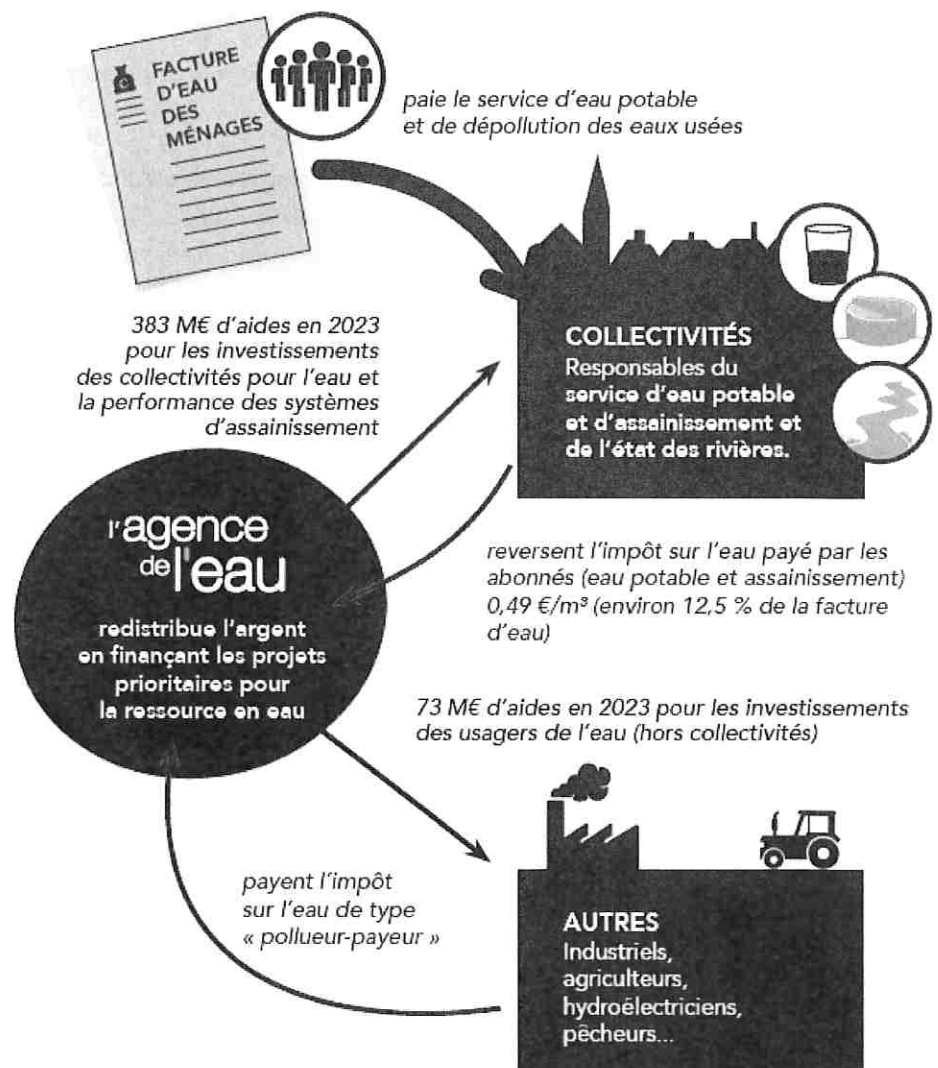 FACTURE
D'EAU
DES
MÉNAGES
paie le service d'eau potable
et de dépollution des eaux usées
383 M€ d'aides en 2023
pour les investissements
des collectivités pour l'eau et
la performance des systèmes
d'assainissement
COLLECTIVITÉS
Responsables du
service d'eau potable
et d'assainissement et
de l'état des rivières.
l'agence
de l'eau
redistribue l'argent
en finançant les projets
prioritaires pour
la ressource en eau
reversent l'impôt sur l'eau payé par les
abonnés (eau potable et assainissement)
0,49 €/m³ (environ 12,5 % de la facture
d'eau)
73 M€ d'aides en 2023 pour les investissements
des usagers de l'eau (hors collectivités)
payent l'impôt
sur l'eau de type
« pollueur-payeur »
AUTRES
Industriels,
agriculteurs,
hydroélectriciens,
pêcheurs...